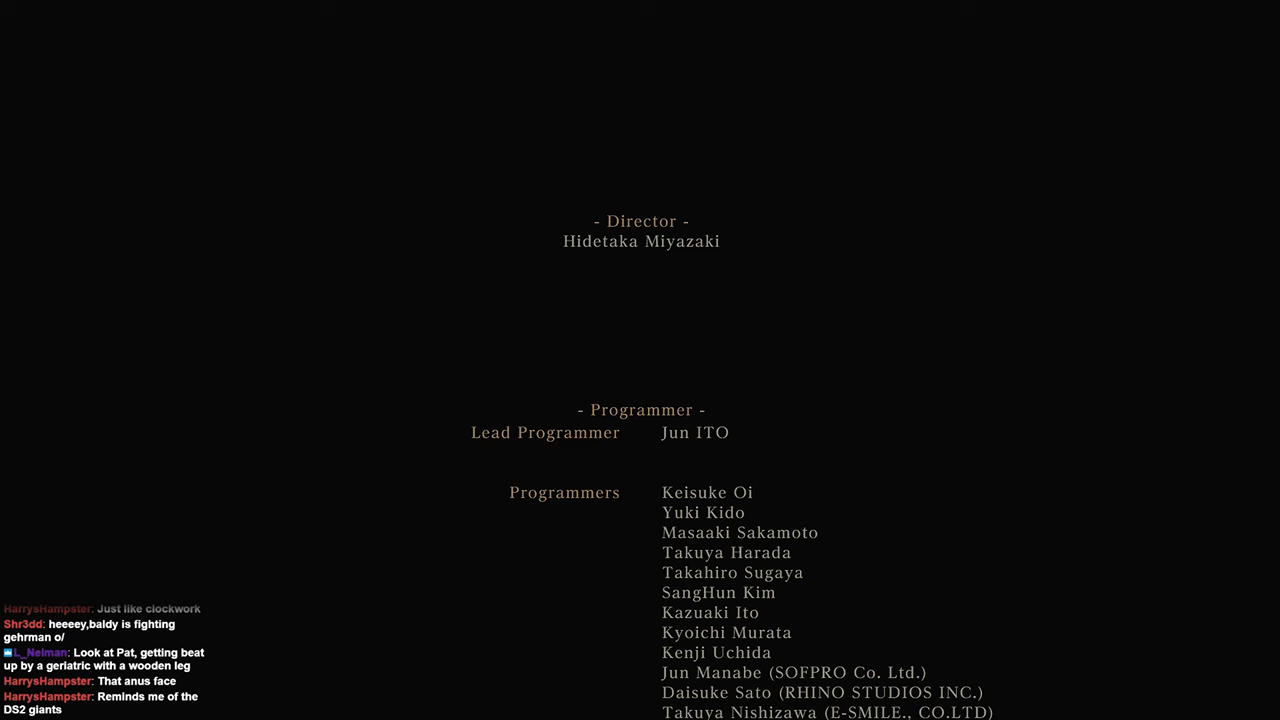 - Director -
Hidetaka Miyazaki
- Programmer -
Lead Programmer Jun ITO
Programmers Keisuke Oi
Yuki Kido
Masaaki Sakamoto
Takuya Harada
Takahiro Sugaya
SangHun Kim
Kazuaki Ito
Kyoichi Murata
Kenji Uchida
Jun Manabe (SOFPRO Co. Ltd.)
Daisuke Sato (RHINO STUDIOS INC.)
Takuya Nishizawa (E-SMILE., CO.LTD)
HarrysHampster: Just like clockwork
Shr3dd: heeeey,baldy is fighting
gehrman o/
L_Nelman: Look at Pat, getting beat
up by a geriatric with a wooden leg
HarrysHampster: That anus face
HarrysHampster: Reminds me of the
DS2 giants